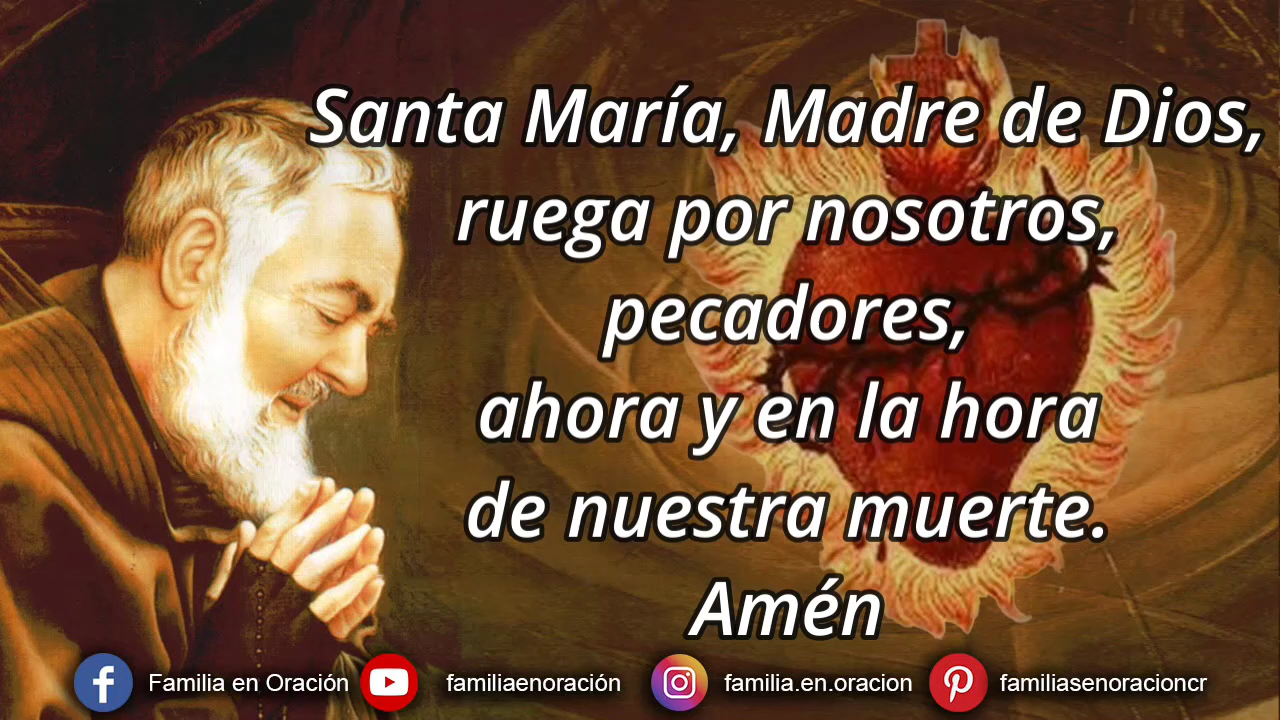 Santa María, Madre de Dios,
ruega por nosotros,
pecadores,
ahora y en la hora
de nuestra muerte.
Amén
Familia en Oración familiaenoración familia.en.oracion familiasenoracioncr